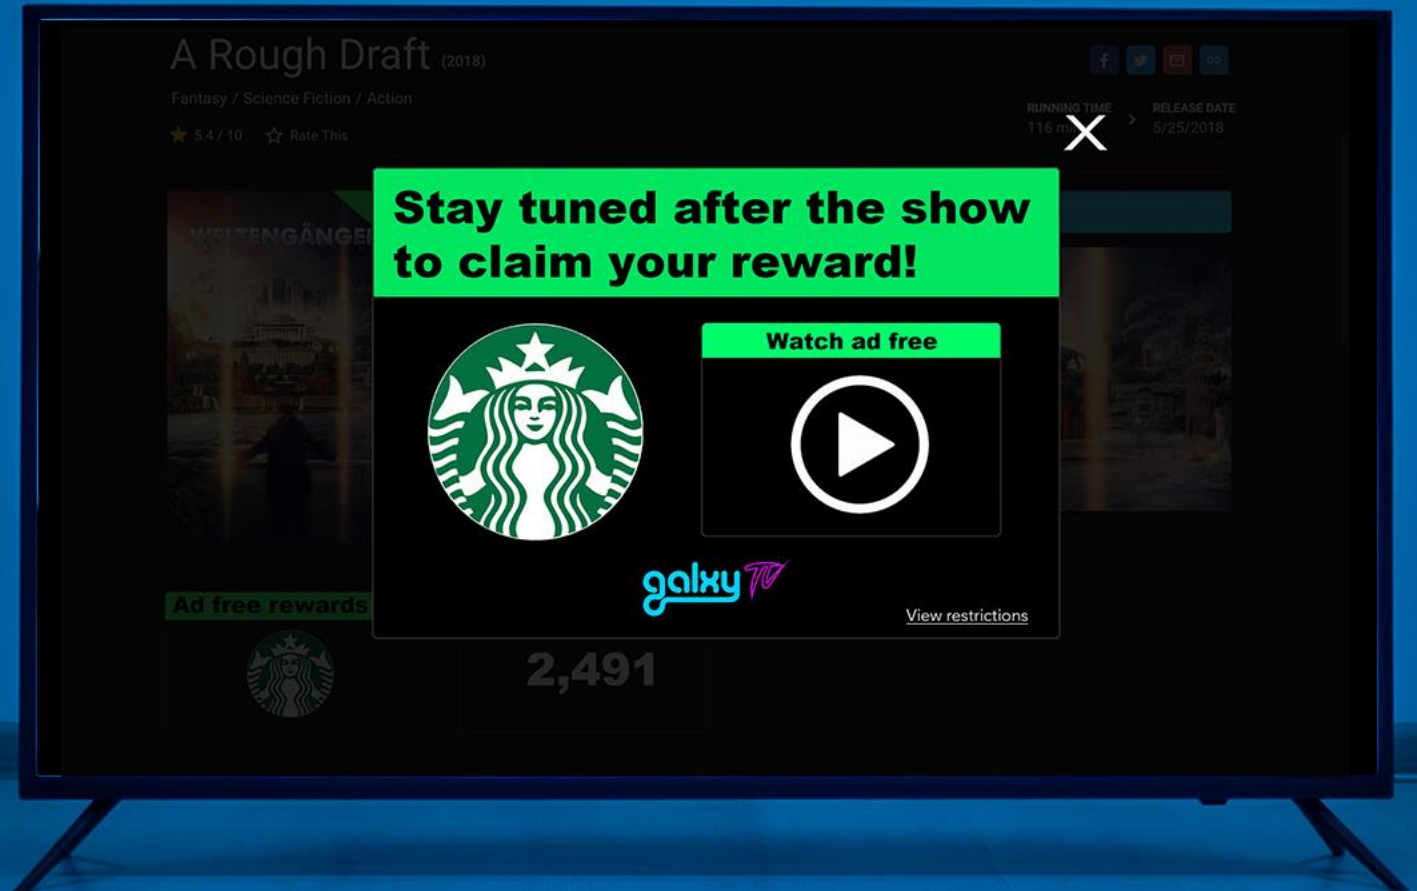 A Rough Draft (2018)
Fantasy / Science Fiction / Action
5.4 / 10 Rate This
RUNNING TIME
116
RELEASE DATE
5/25/2018
WELTENGÄNGER
Stay tuned after the show
to claim your reward!
Watch ad free
galxy TV
View restrictions
Ad free rewards
2,491